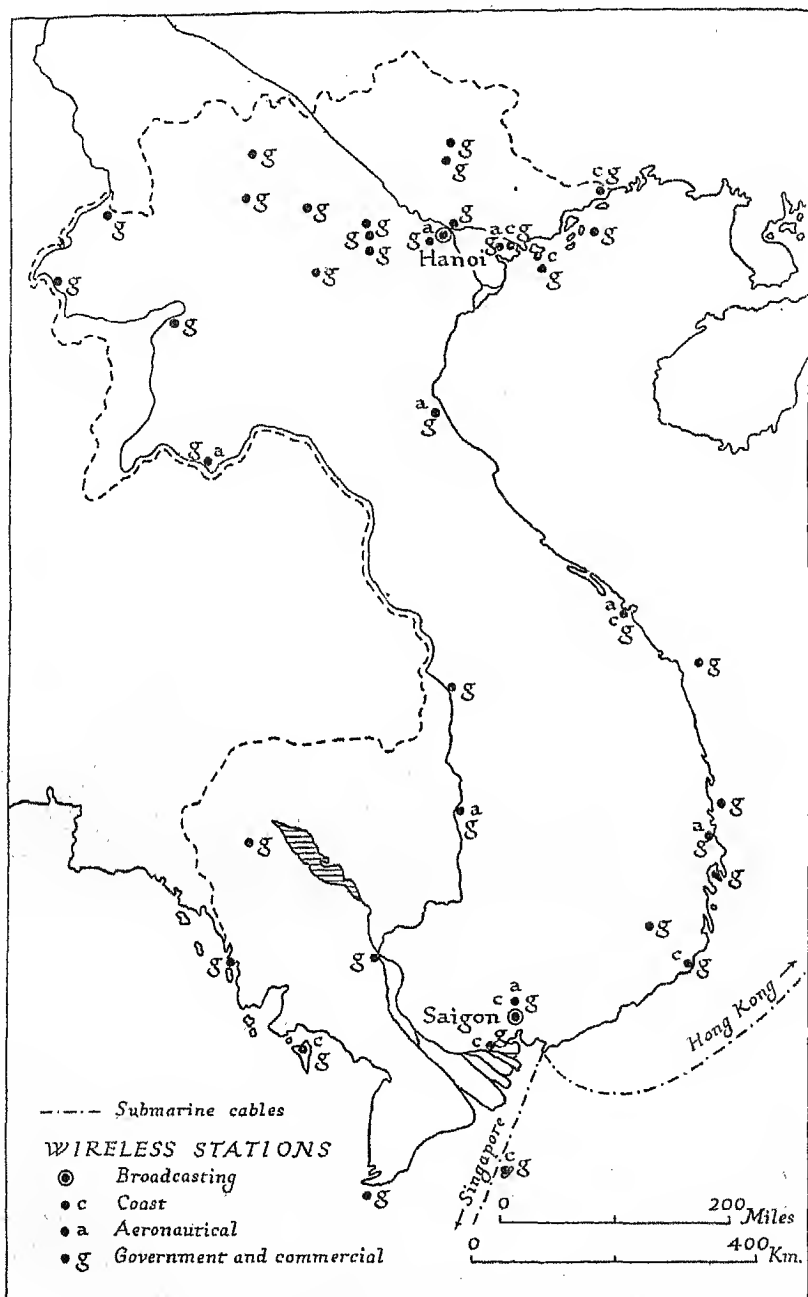 g
g
g
c g
g
g
g
g
g
a
g
g
g
Hanoi
a c g
g
g
c
g
g
g
g
a
g
g a
a
c
g
g
g
g
a
g
a
g
g
g
g
c g
g
g
a
c g
Saigon
g
c
Hong Kong
c
g
Submarine cables
WIRELESS STATIONS
Broadcasting
c Coast
a Aeronautical
g Government and commercial
g
Singapore
c g
0 200 Miles
0 400 Km.